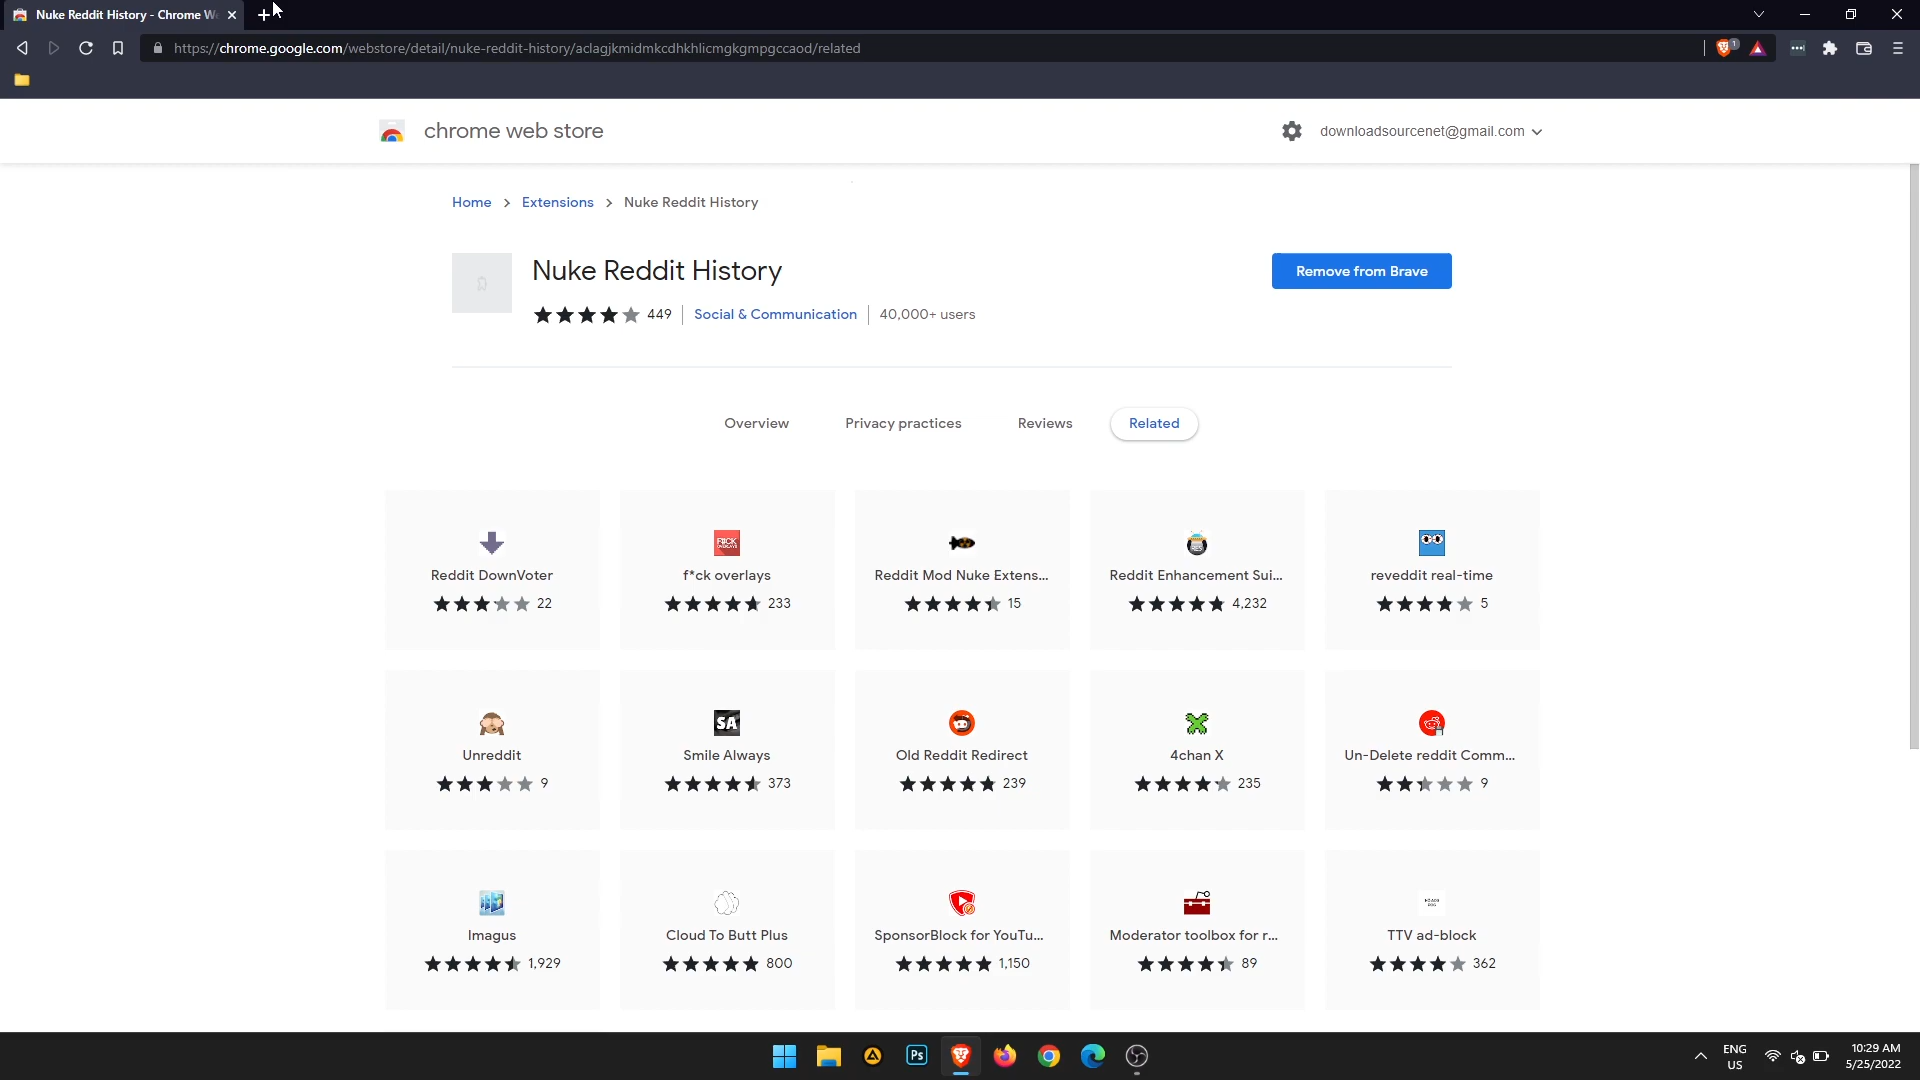 Nuke Reddit History - Chrome We
https://chrome.google.com/webstore/detail/nuke-reddit-history/aclagjkmidmkcdhkhlicmgkgmpgccaod/related
1
chrome web store
downloadsourcenet@gmail.com
Home > Extensions > Nuke Reddit History
Nuke Reddit History
Remove from Brave
449 Social & Communication 40,000+ users
Overview Privacy practices Reviews Related
F*CK
Reddit DownVoter f*ck overlays Reddit Mod Nuke Extens... Reddit Enhancement Sui... reveddit real-time
22 233 15 4,232 5
SA
Unreddit Smile Always Old Reddit Redirect 4chan X Un-Delete reddit Comm...
9 373 239 235 9
Imagus Cloud To Butt Plus SponsorBlock for YouTu... Moderator toolbox for r... TTV ad-block
1,929 800 1,150 89 362
Ps
ENG
US
10:29 AM
5/25/2022